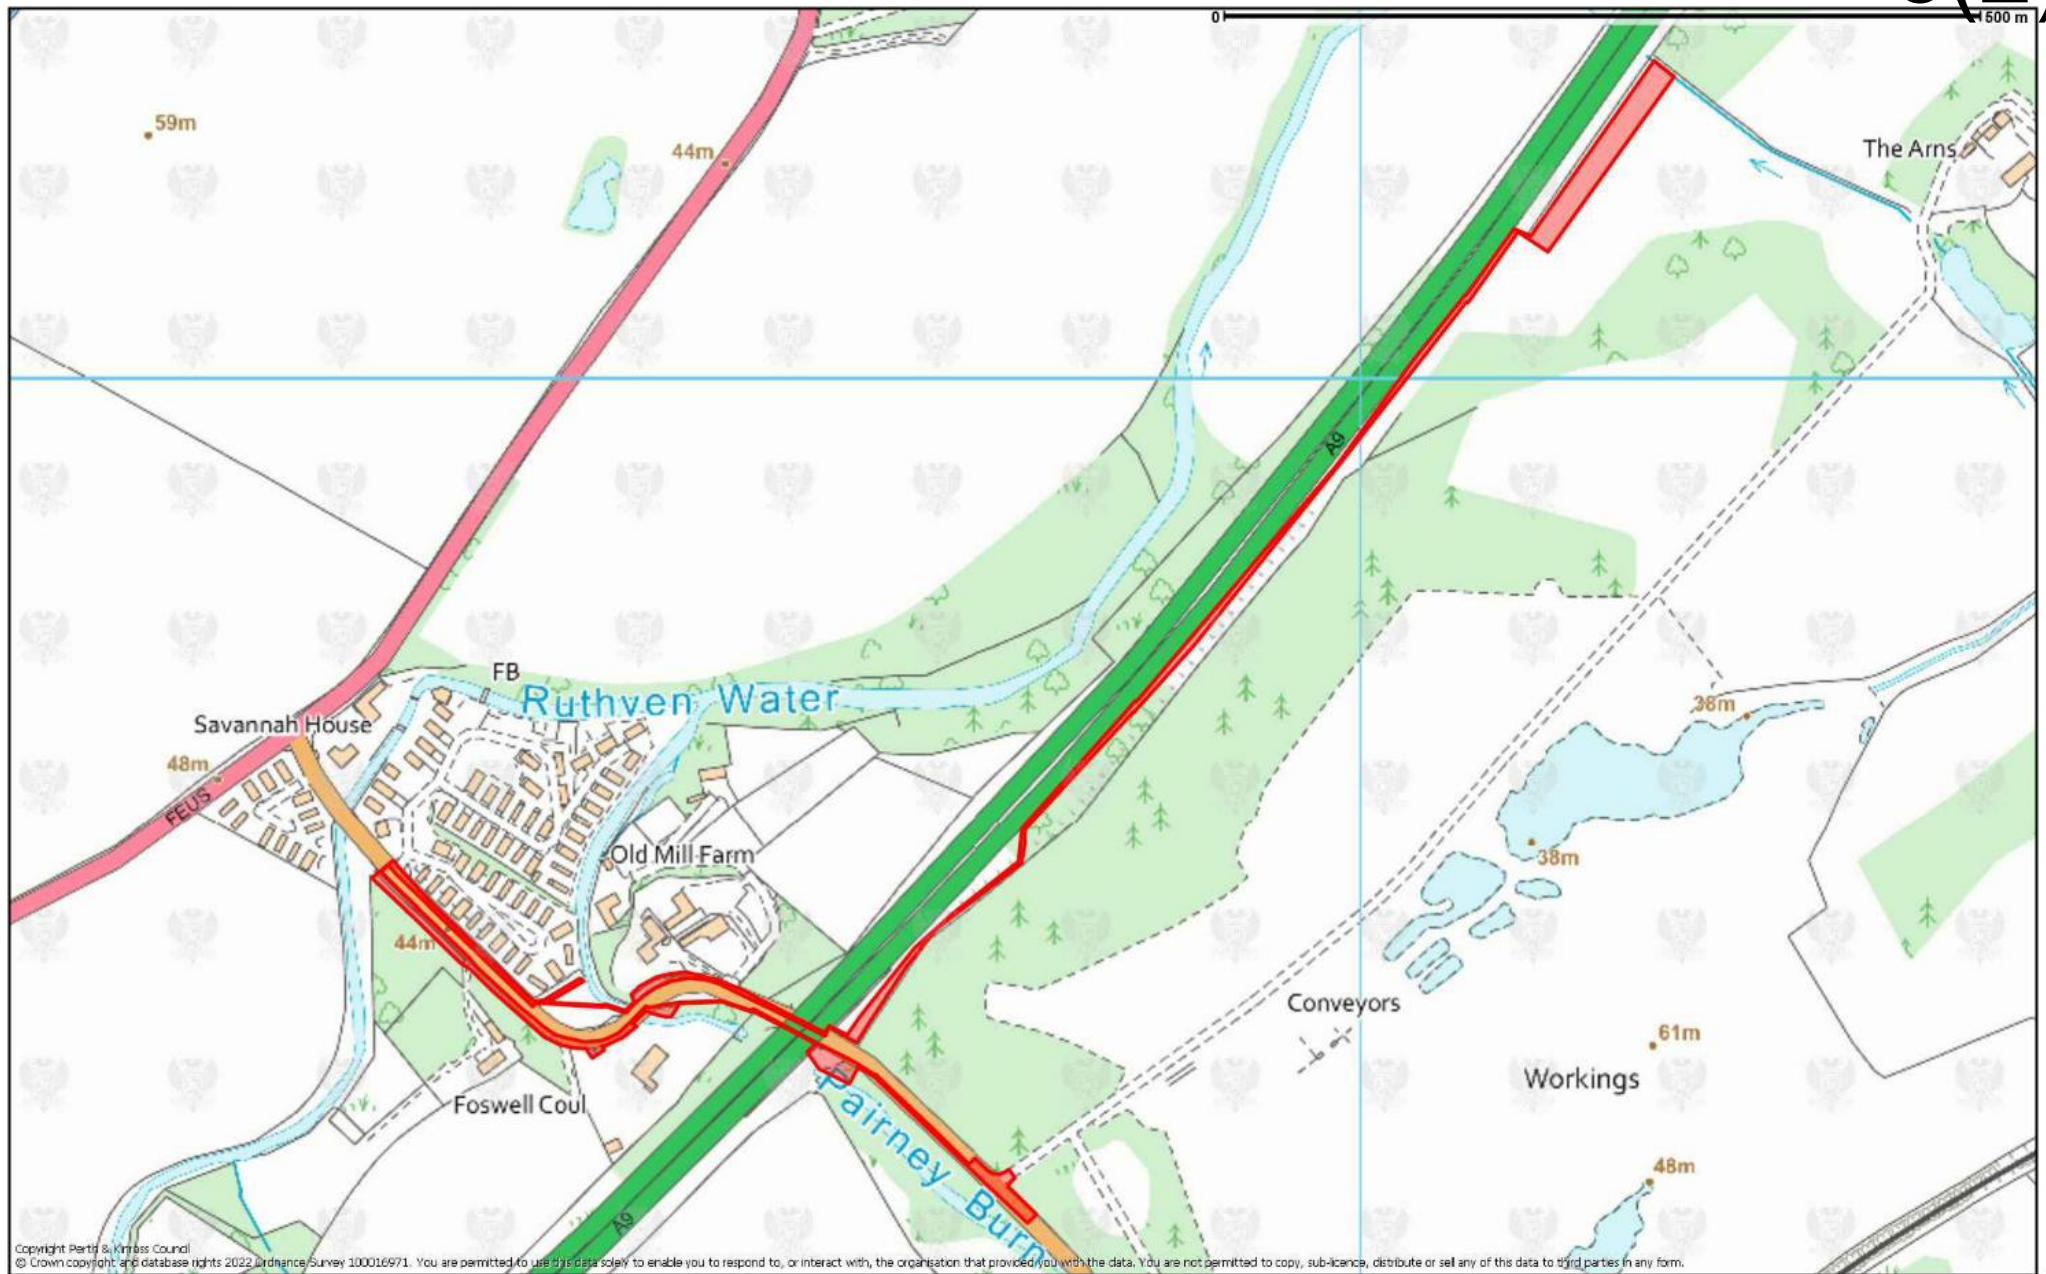 0
500 m
59m
44m
The Arns
A9
FB
Ruthven Water
Savannah House
48m
FEUS
38m
Old Mill Farm
38m
44m
Conveyors
61m
Workings
Foswell Coul
Pairney Burn
48m
A9
Copyright Perth & Kinross Council
© Crown copyright and database rights 2022 Ordnance Survey 100016971. You are permitted to use this data solely to enable you to respond to, or interact with, the organisation that provided you with the data. You are not permitted to copy, sub-licence, distribute or sell any of this data to third parties in any form.